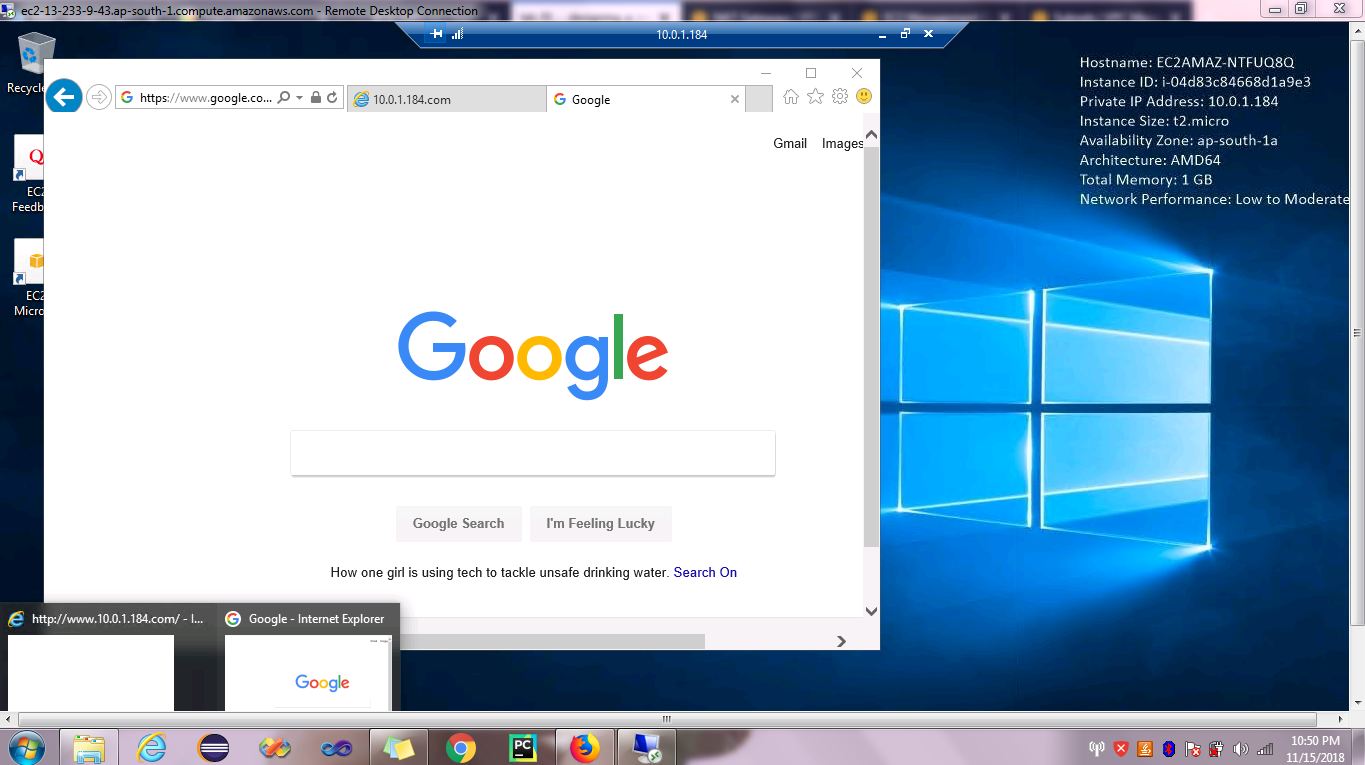 ec2-13-233-9-43.ap-south-1.compute.amazonaws.com - Remote Desktop Connection
10.0.1.184
Hostname: EC2AMAZ-NTFUQ8Q
Instance ID: i-04d83c84668d1a9e3
Private IP Address: 10.0.1.184
Instance Size: t2.micro
Availability Zone: ap-south-1a
Architecture: AMD64
Total Memory: 1 GB
Network Performance: Low to Moderate
Recycle
EC2
Feedb
EC2
Micro
https://www.google.co...
10.0.1.184.com
Google
Gmail Images
Google
Google Search
I'm Feeling Lucky
How one girl is using tech to tackle unsafe drinking water. Search On
http://www.10.0.1.184.com/ - I...
Google - Internet Explorer
Google
PC
10:50 PM
11/15/2018